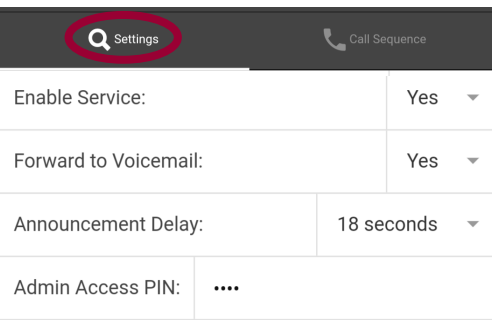 Settings
Call Sequence
Enable Service: Yes
Forward to Voicemail: Yes
Announcement Delay: 18 seconds
Admin Access PIN: ••••